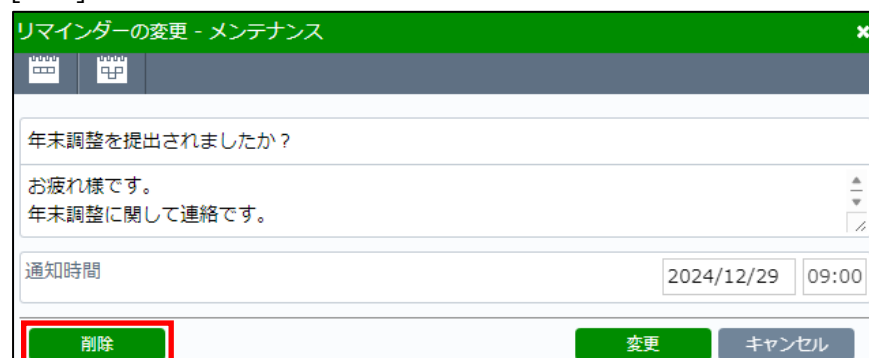 リマインダーの変更 - メンテナンス
年末調整を提出されましたか？
お疲れ様です。
年末調整に関して連絡です。
通知時間 2024/12/29 09:00
削除 変更 キャンセル